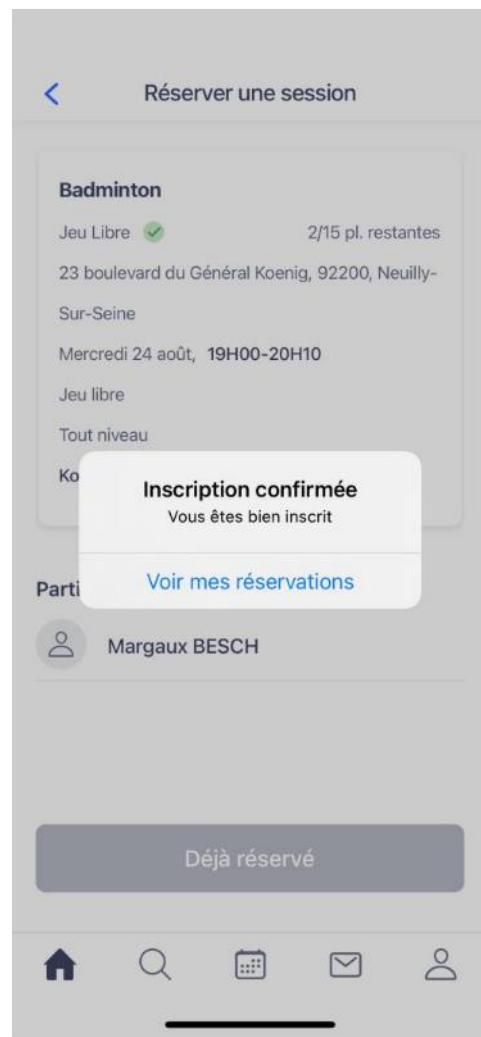 Réserver une session
Badminton
Jeu Libre 2/15 pl. restantes
23 boulevard du Général Koenig, 92200, Neuilly-
Sur-Seine
Mercredi 24 août, 19H00-20H10
Jeu libre
Tout niveau
Ko
Inscription confirmée
Vous êtes bien inscrit
Voir mes réservations
Parti
Margaux BESCH
Déjà réservé